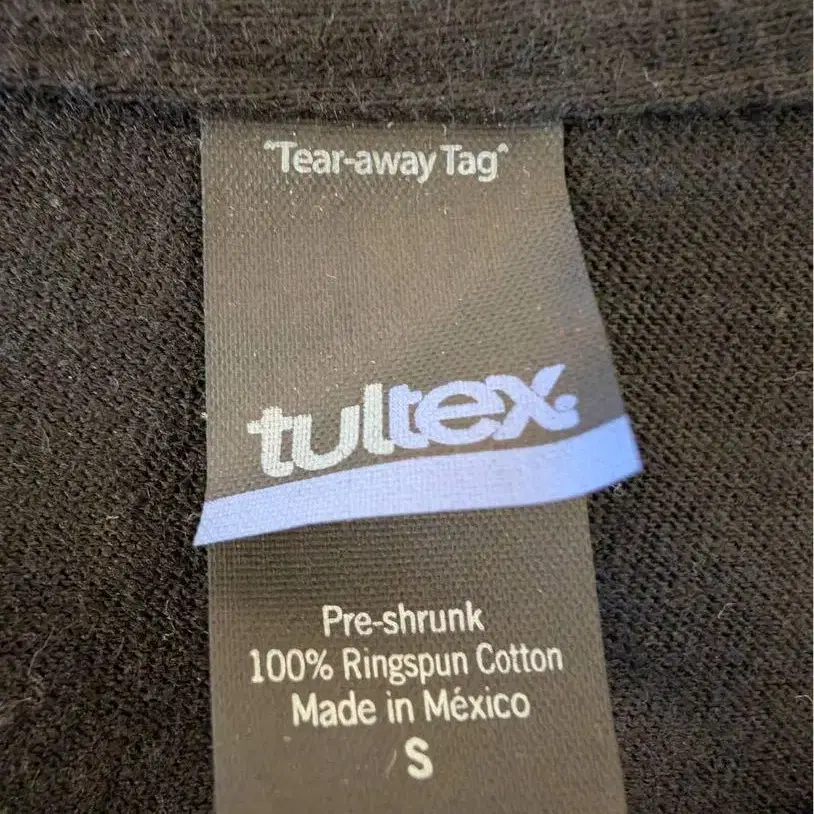 "Tear-away Tag"
tultex.
Pre-shrunk
100% Ringspun Cotton
Made in México
S